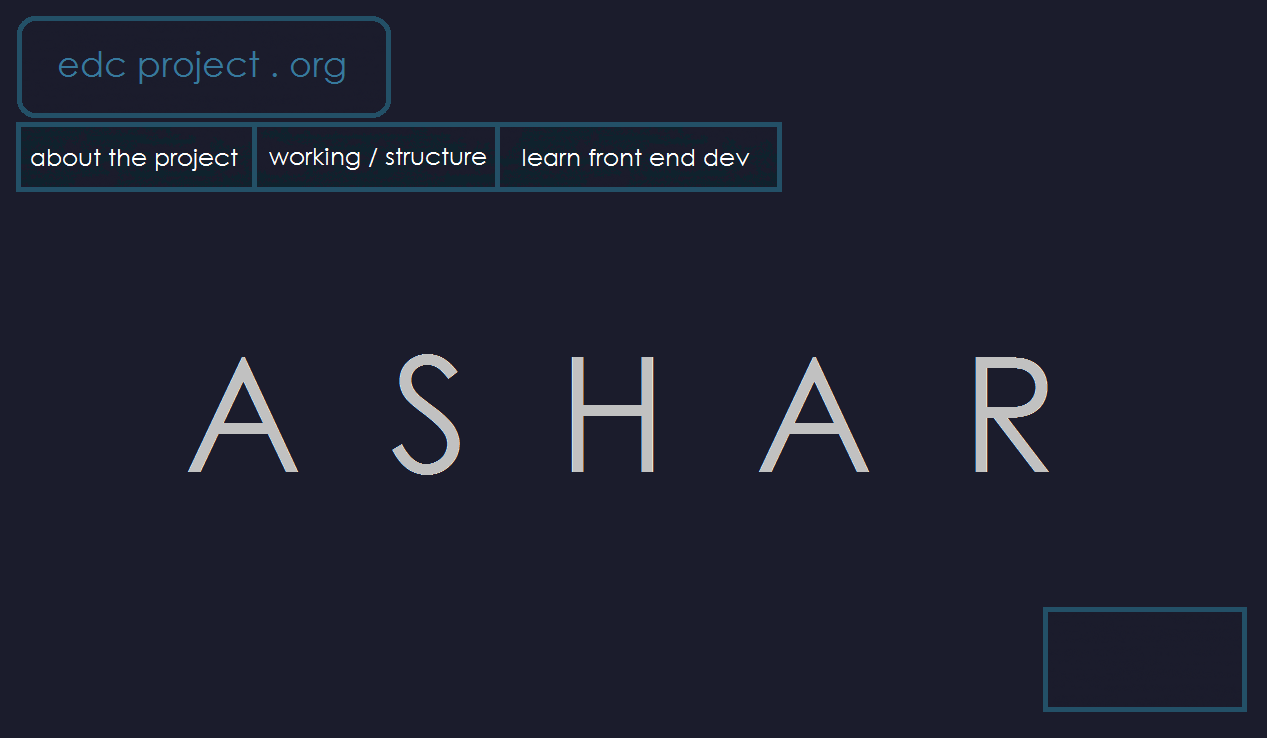 edc project . org
about the project working / structure learn front end dev
A S H A R